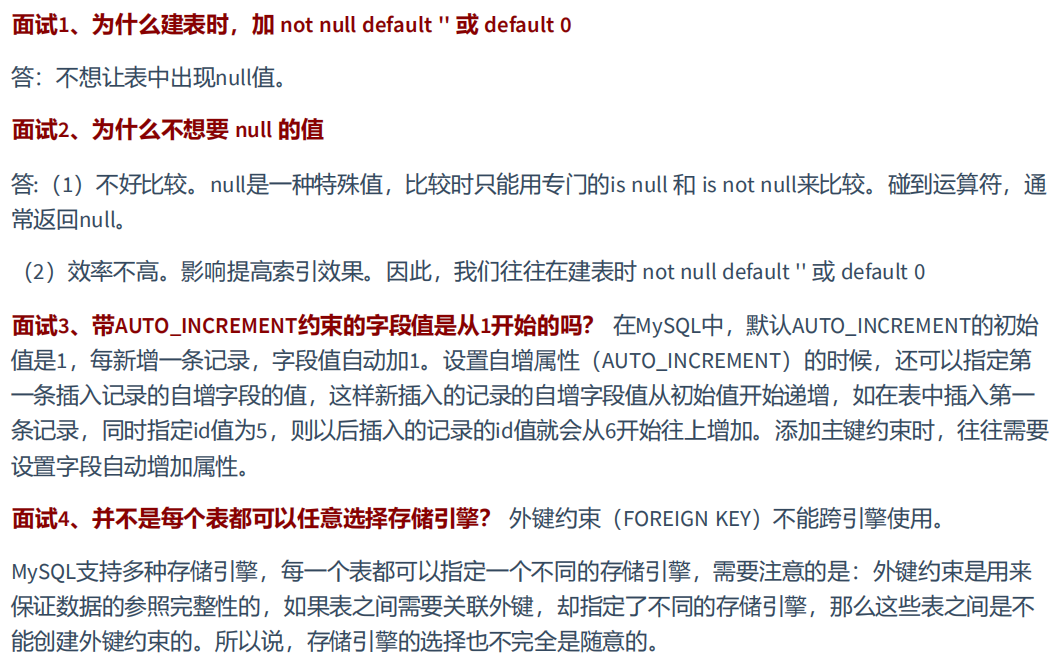 面试1、为什么建表时，加 not null default '' 或 default 0
答：不想让表中出现null值。
面试2、为什么不想要 null 的值
答:（1）不好比较。null是一种特殊值，比较时只能用专门的is null 和 is not null来比较。碰到运算符，通
常返回null。
（2）效率不高。影响提高索引效果。因此，我们往往在建表时 not null default '' 或 default 0
面试3、带AUTO_INCREMENT约束的字段值是从1开始的吗？ 在MySQL中，默认AUTO_INCREMENT的初始
值是1，每新增一条记录，字段值自动加1。设置自增属性（AUTO_INCREMENT）的时候，还可以指定第
一条插入记录的自增字段的值，这样新插入的记录的自增字段值从初始值开始递增，如在表中插入第一
条记录，同时指定id值为5，则以后插入的记录的id值就会从6开始往上增加。添加主键约束时，往往需要
设置字段自动增加属性。
面试4、并不是每个表都可以任意选择存储引擎？ 外键约束（FOREIGN KEY）不能跨引擎使用。
MySQL支持多种存储引擎，每一个表都可以指定一个不同的存储引擎，需要注意的是：外键约束是用来
保证数据的参照完整性的，如果表之间需要关联外键，却指定了不同的存储引擎，那么这些表之间是不
能创建外键约束的。所以说，存储引擎的选择也不完全是随意的。